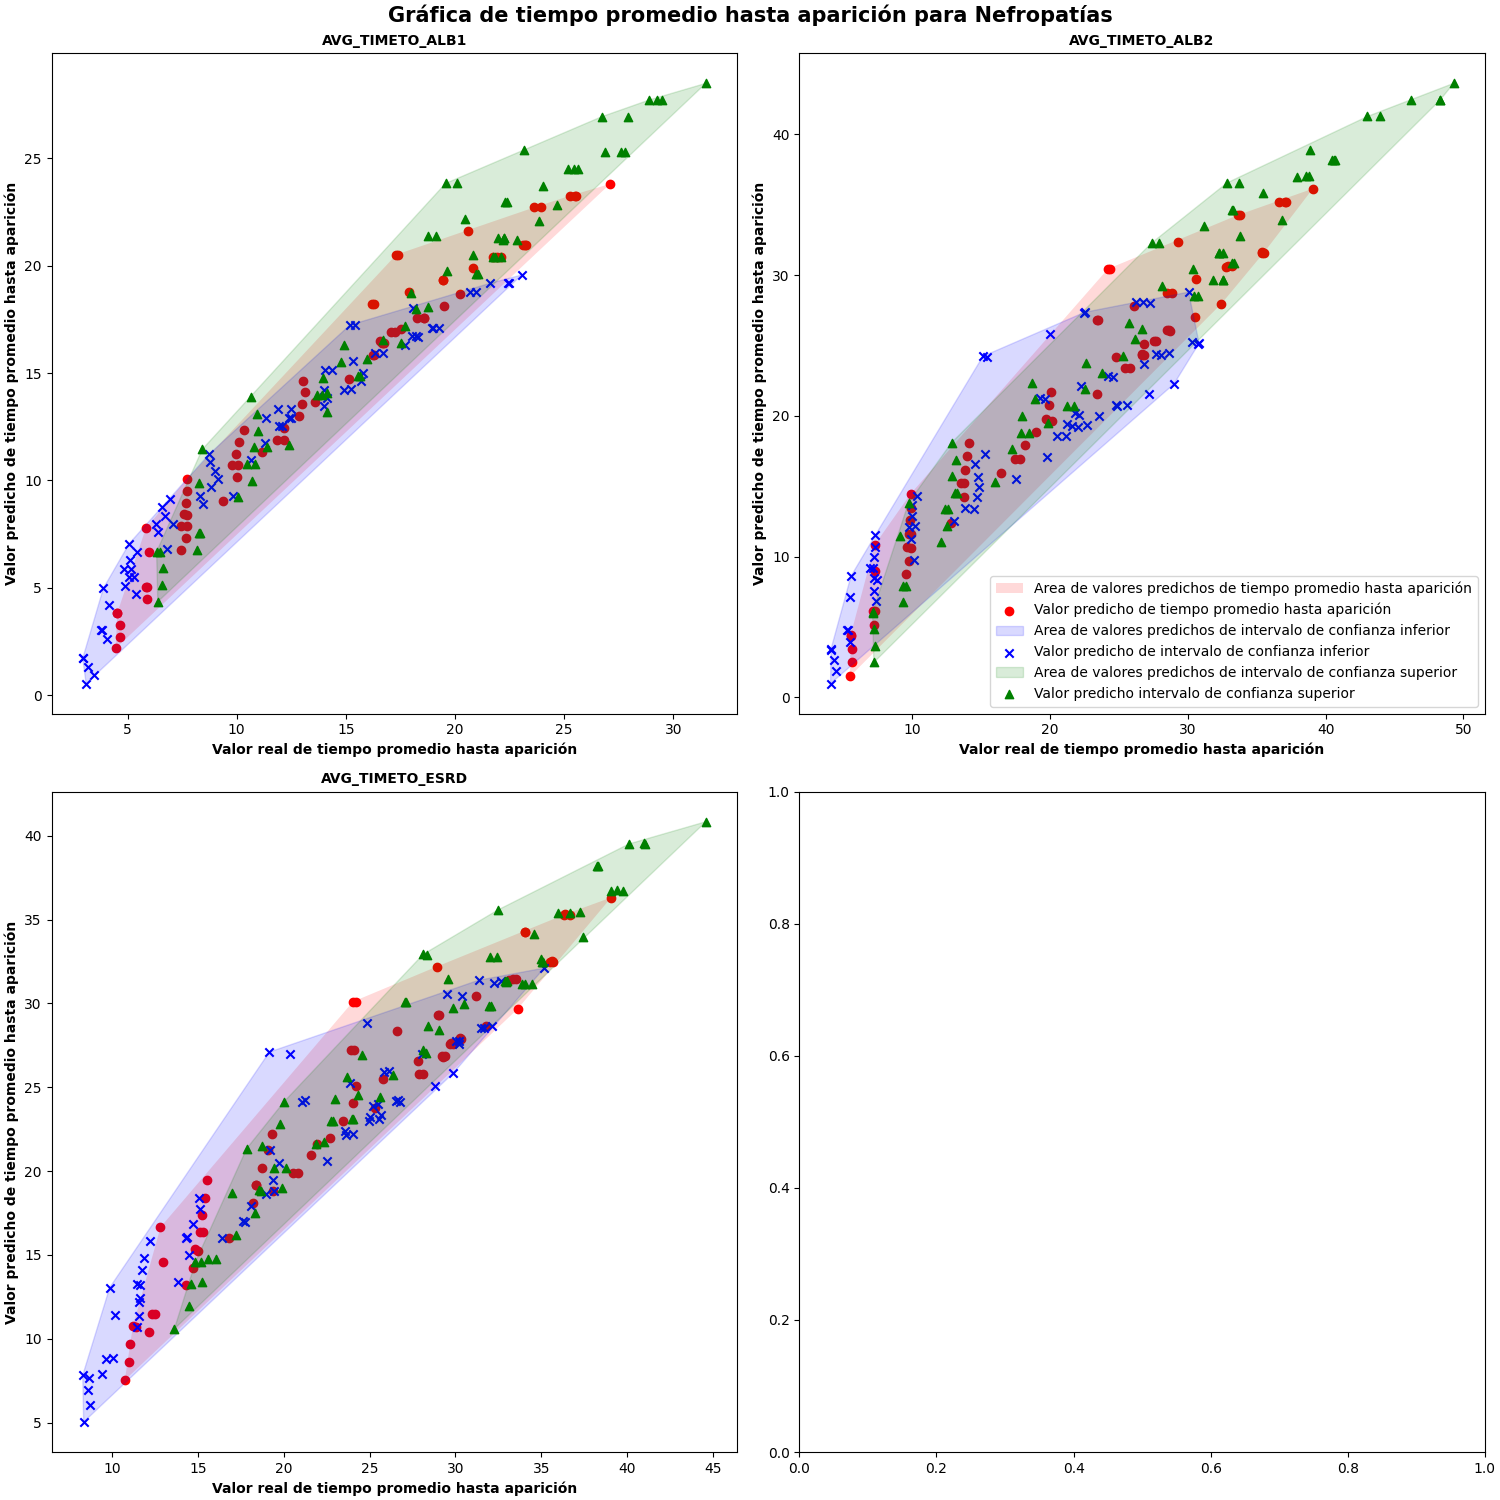 Gráfica de tiempo promedio hasta aparición para Nefropatías
AVG_TIMETO_ALB1
Valor predicho de tiempo promedio hasta aparición
25
20
15
10
5
0
5 10 15 20 25 30
Valor real de tiempo promedio hasta aparición
AVG_TIMETO_ALB2
Valor predicho de tiempo promedio hasta aparición
40
30
20
10
0
Area de valores predichos de tiempo promedio hasta aparición
Valor predicho de tiempo promedio hasta aparición
Area de valores predichos de intervalo de confianza inferior
Valor predicho de intervalo de confianza inferior
Area de valores predichos de intervalo de confianza superior
Valor predicho intervalo de confianza superior
10 20 30 40 50
Valor real de tiempo promedio hasta aparición
AVG_TIMETO_ESRD
Valor predicho de tiempo promedio hasta aparición
40
35
30
25
20
15
10
5
10 15 20 25 30 35 40 45
Valor real de tiempo promedio hasta aparición
1.0
0.8
0.6
0.4
0.2
0.0
0.0 0.2 0.4 0.6 0.8 1.0